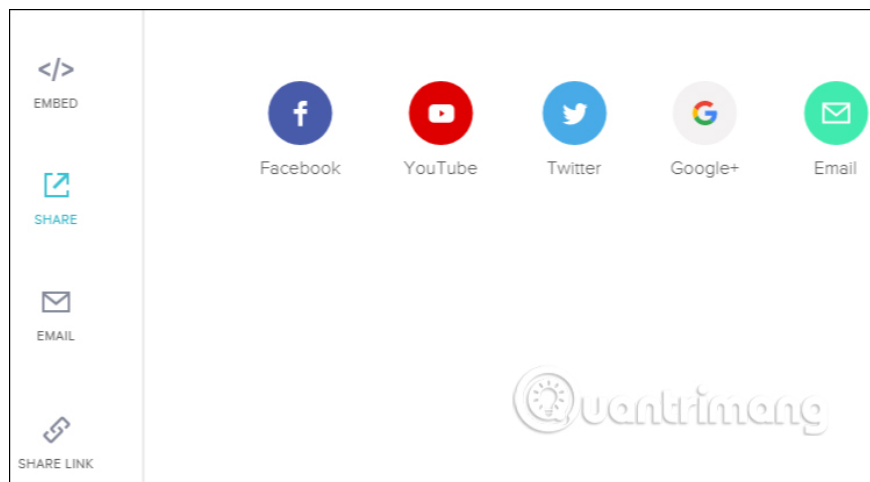 </>
EMBED
SHARE
EMAIL
SHARE LINK
Facebook YouTube Twitter Google+ Email
Quantrimang